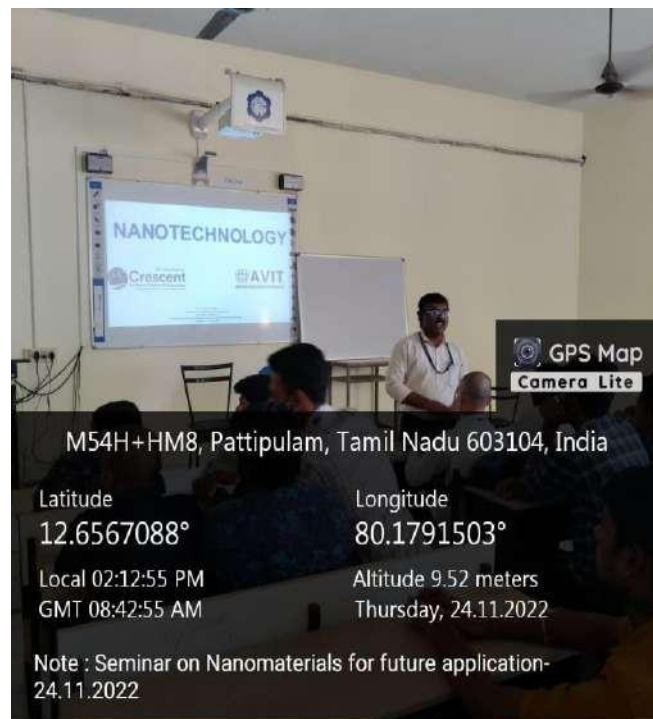 NANOTECHNOLOGY
Crescent
AVIT
GPS Map
Camera Lite
M54H+HM8, Pattipulam, Tamil Nadu 603104, India
Latitude
Longitude
12.6567088°
80.1791503°
Local 02:12:55 PM
Altitude 9.52 meters
GMT 08:42:55 AM
Thursday, 24.11.2022
Note : Seminar on Nanomaterials for future application-
24.11.2022